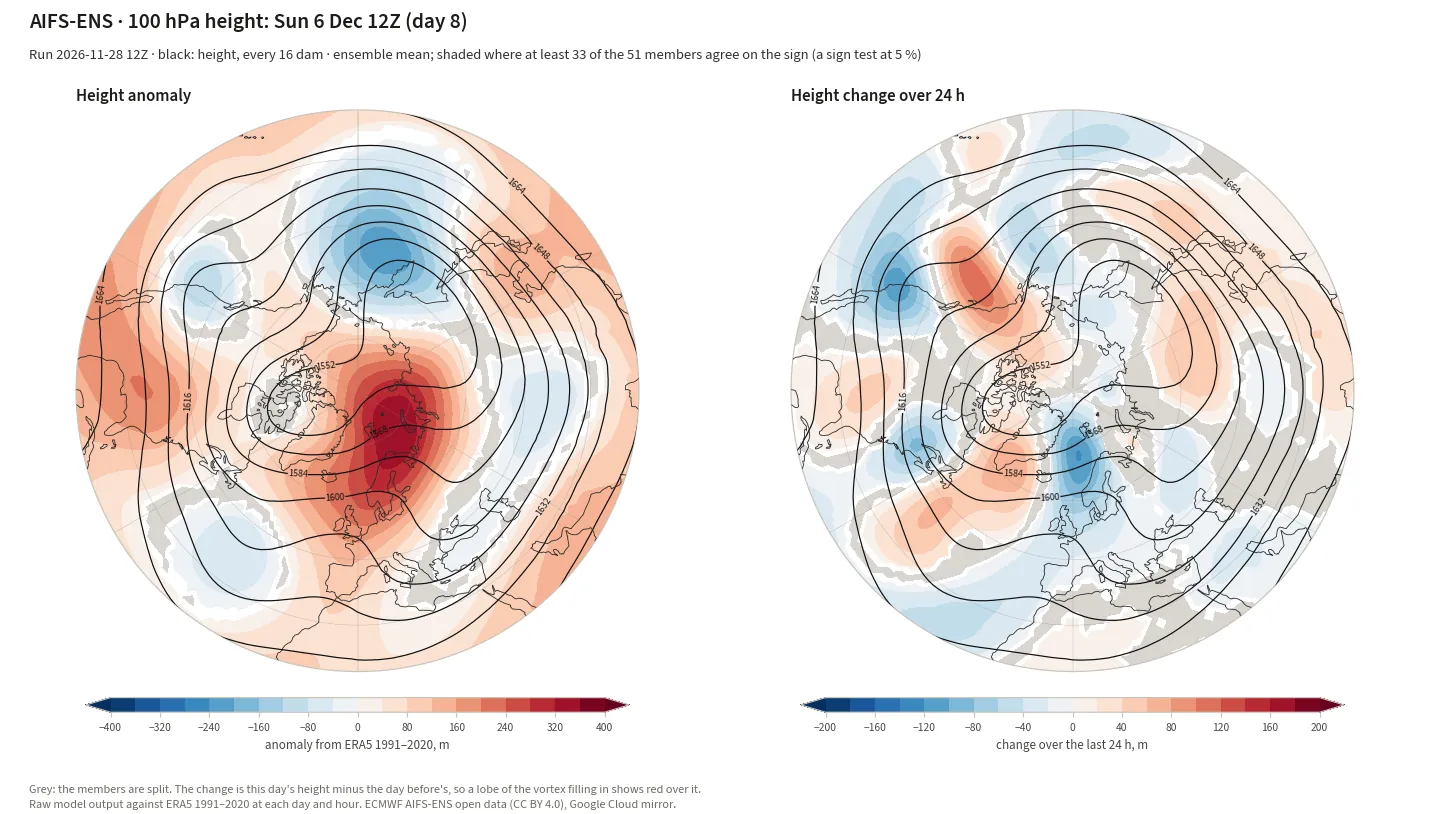 AIFS-ENS · 100 hPa height: Sun 6 Dec 12Z (day 8)
Run 2026-11-28 12Z · black: height, every 16 dam · ensemble mean; shaded where at least 33 of the 51 members agree on the sign (a sign test at 5 %)
Height anomaly
Height change over 24 h
1664
1648
1664
1552
1616
1568
1584
1600
1632
1664
1648
1664
1552
1616
1568
1584
1600
1632
−400 −320 −240 −160 −80 0 80 160 240 320 400
anomaly from ERA5 1991–2020, m
−200 −160 −120 −80 −40 0 40 80 120 160 200
change over the last 24 h, m
Grey: the members are split. The change is this day's height minus the day before's, so a lobe of the vortex filling in shows red over it.
Raw model output against ERA5 1991–2020 at each day and hour. ECMWF AIFS-ENS open data (CC BY 4.0), Google Cloud mirror.